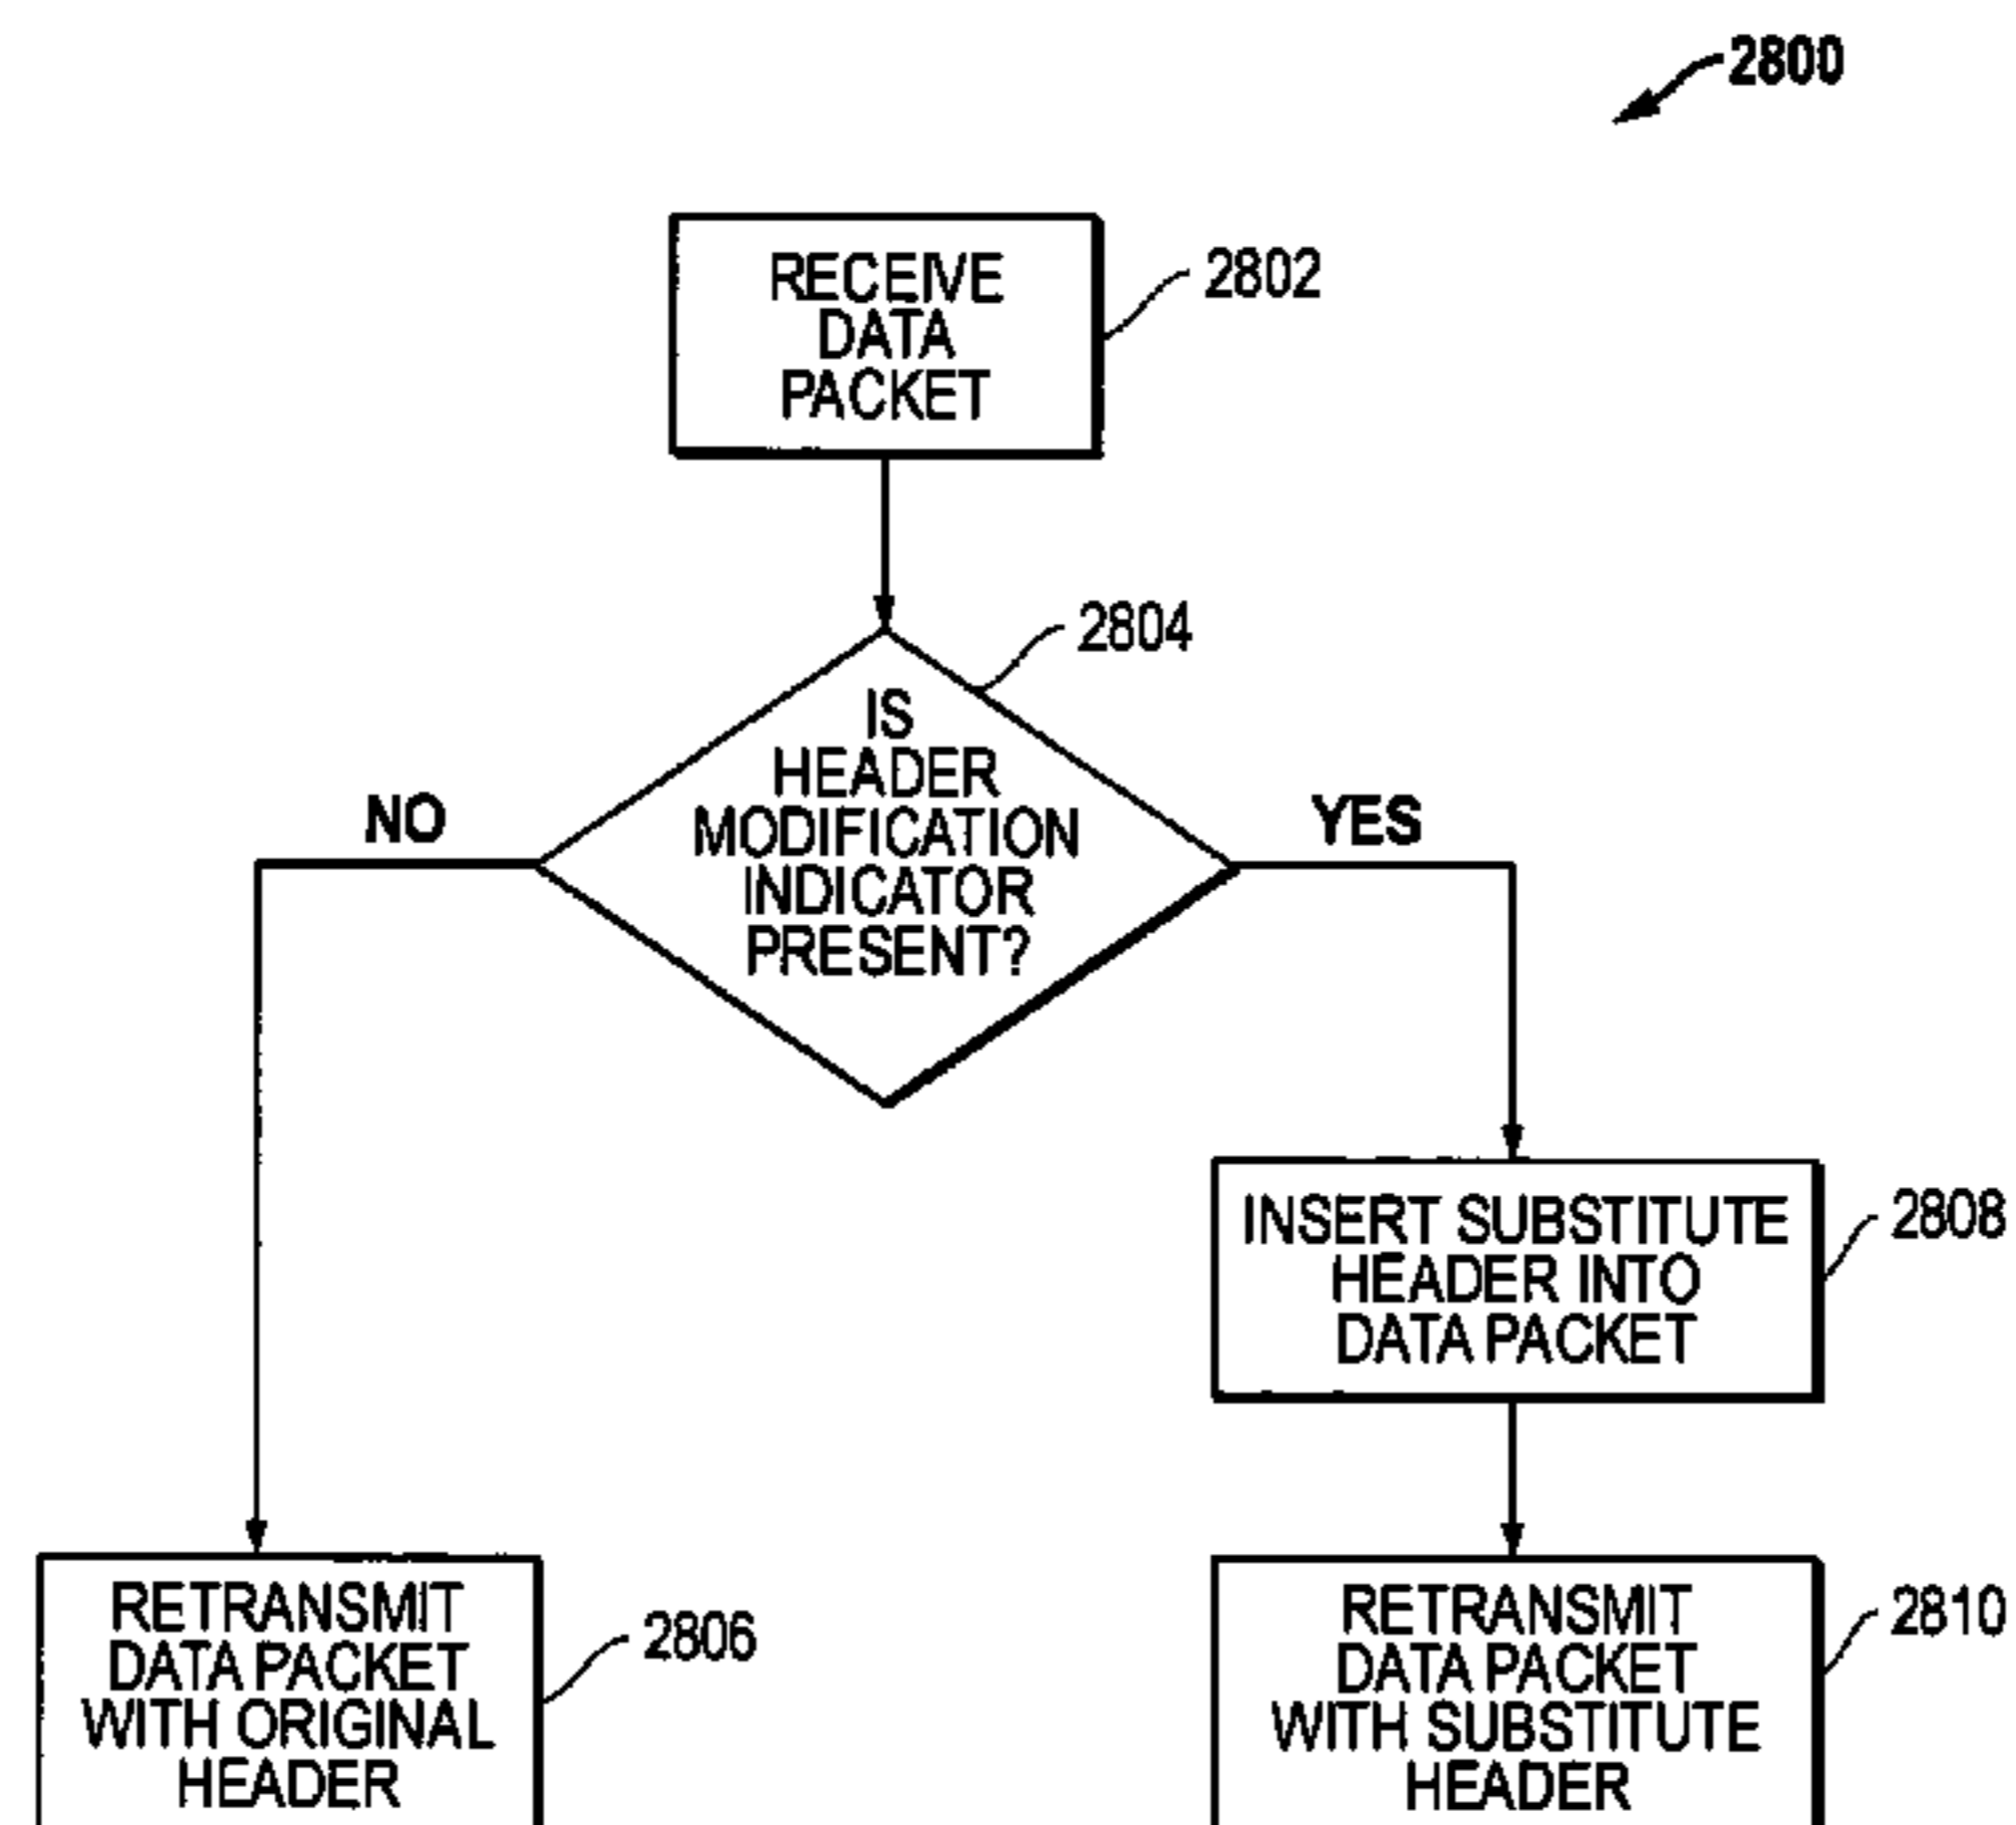 2800
RECEIVE
DATA
PACKET
2802
2804
IS
HEADER
MODIFICATION
INDICATOR
PRESENT?
NO
YES
INSERT SUBSTITUTE
HEADER INTO
DATA PACKET
2808
RETRANSMIT
DATA PACKET
WITH ORIGINAL
HEADER
2806
RETRANSMIT
DATA PACKET
WITH SUBSTITUTE
HEADER
2810